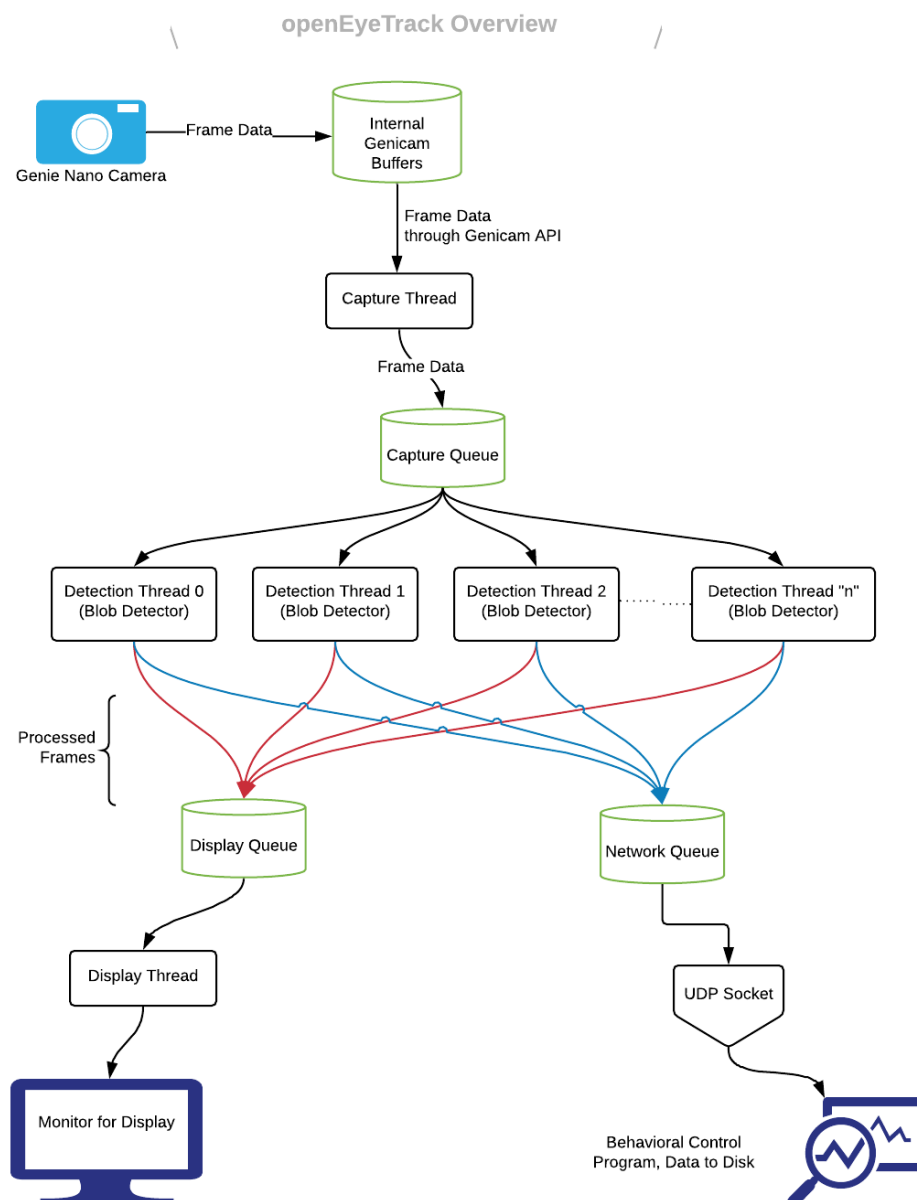 openEyeTrack Overview
Frame Data
Internal
Genicam
Buffers
Genie Nano Camera
Frame Data
through Genicam API
Capture Thread
Frame Data
Capture Queue
Detection Thread 0
(Blob Detector)
Detection Thread 1
(Blob Detector)
Detection Thread 2
(Blob Detector)
Detection Thread "n"
(Blob Detector)
Processed
Frames
Display Queue
Network Queue
Display Thread
UDP Socket
Monitor for Display
Behavioral Control
Program, Data to Disk